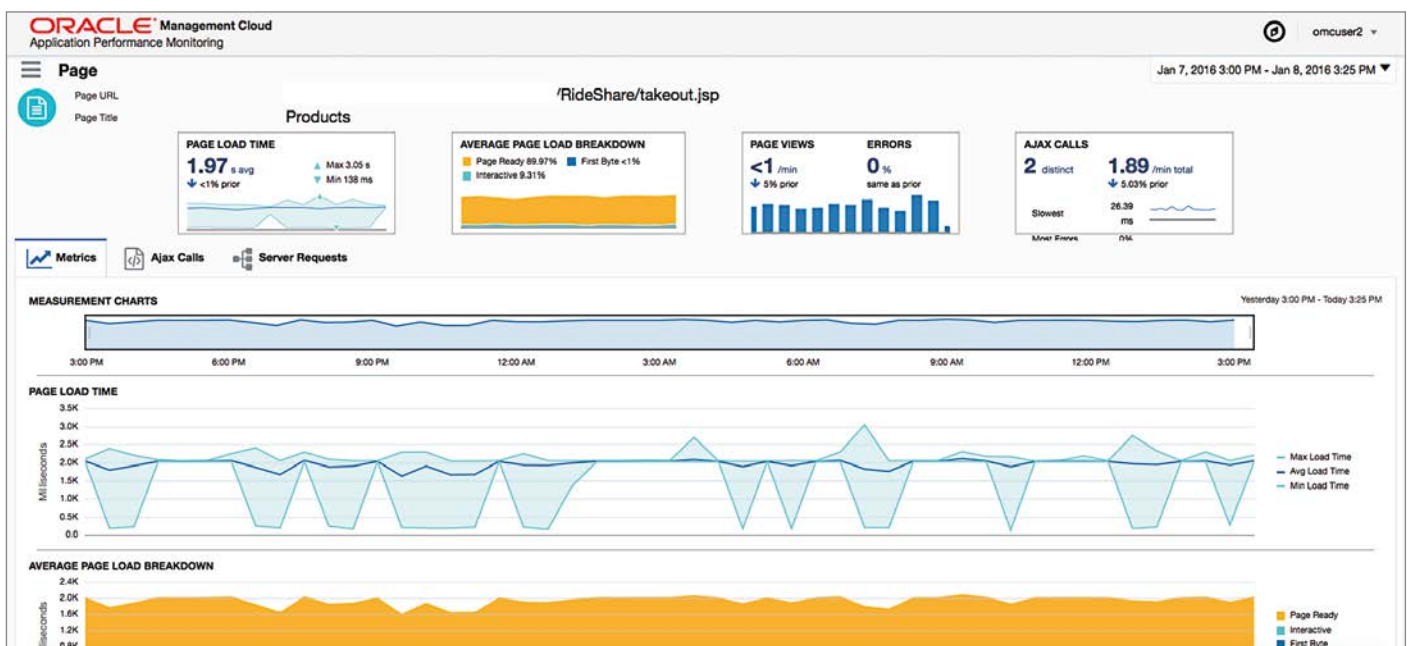 ORACLE Management Cloud
Application Performance Monitoring
omcuser2
Page
Jan 7, 2016 3:00 PM - Jan 8, 2016 3:25 PM
Page URL
/RideShare/takeout.jsp
Page Title
Products
PAGE LOAD TIME
1.97 s avg
Max 3.05 s
Min 138 ms
<1% prior
AVERAGE PAGE LOAD BREAKDOWN
Page Ready 89.97% First Byte <1%
Interactive 9.31%
PAGE VIEWS
<1 /min
5% prior
ERRORS
0 %
same as prior
AJAX CALLS
2 distinct
1.89 /min total
5.03% prior
Slowest
26.39
ms
Most Errors
0%
Metrics
Ajax Calls
Server Requests
MEASUREMENT CHARTS
Yesterday 3:00 PM - Today 3:25 PM
3:00 PM 6:00 PM 9:00 PM 12:00 AM 3:00 AM 6:00 AM 9:00 AM 12:00 PM 3:00 PM
PAGE LOAD TIME
Milliseconds
3.5K
3.0K
2.5K
2.0K
1.5K
1.0K
0.5K
0.0
Max Load Time
Avg Load Time
Min Load Time
AVERAGE PAGE LOAD BREAKDOWN
liseconds
2.4K
2.0K
1.6K
1.2K
0.8K
Page Ready
Interactive
First Byte